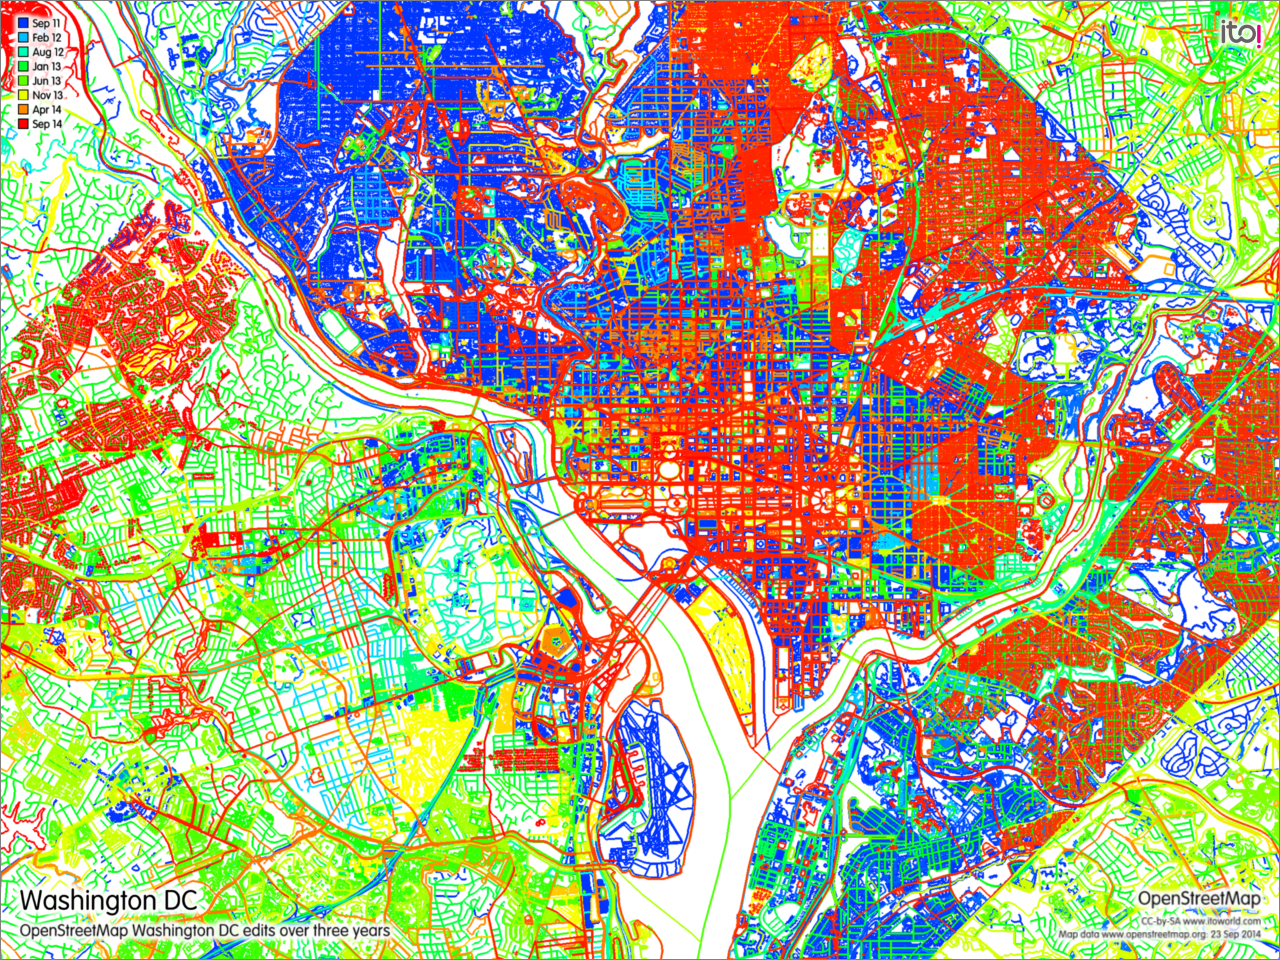 Sep 11
Feb 12
Aug 12
Jan 13
Jun 13
Nov 13
Apr 14
Sep 14
ito!
Washington DC
OpenStreetMap Washington DC edits over three years
OpenStreetMap
CC-by-SA www.itoworld.com
Map data www.openstreetmap.org: 23 Sep 2014